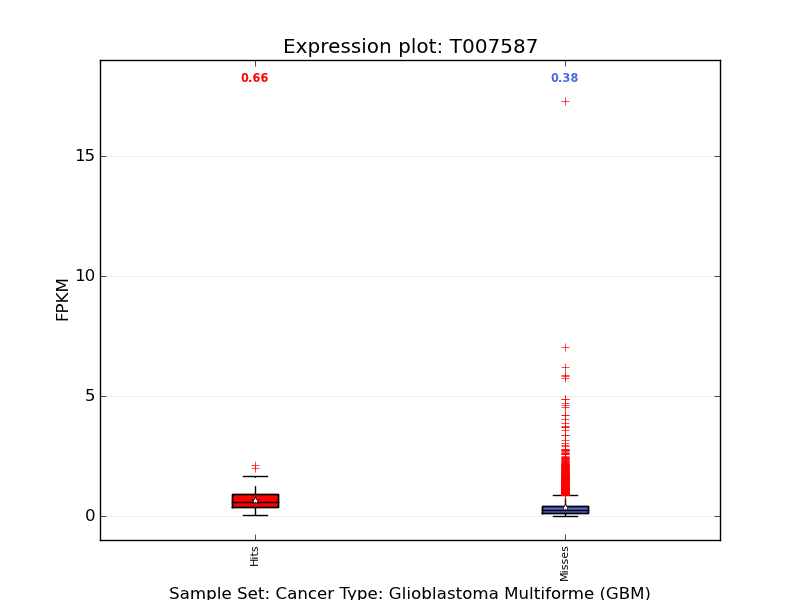 Expression plot: T007587
0.66
0.38
15
10
5
0
FPKM
Hits
Misses
Sample Set: Cancer Type: Glioblastoma Multiforme (GBM)